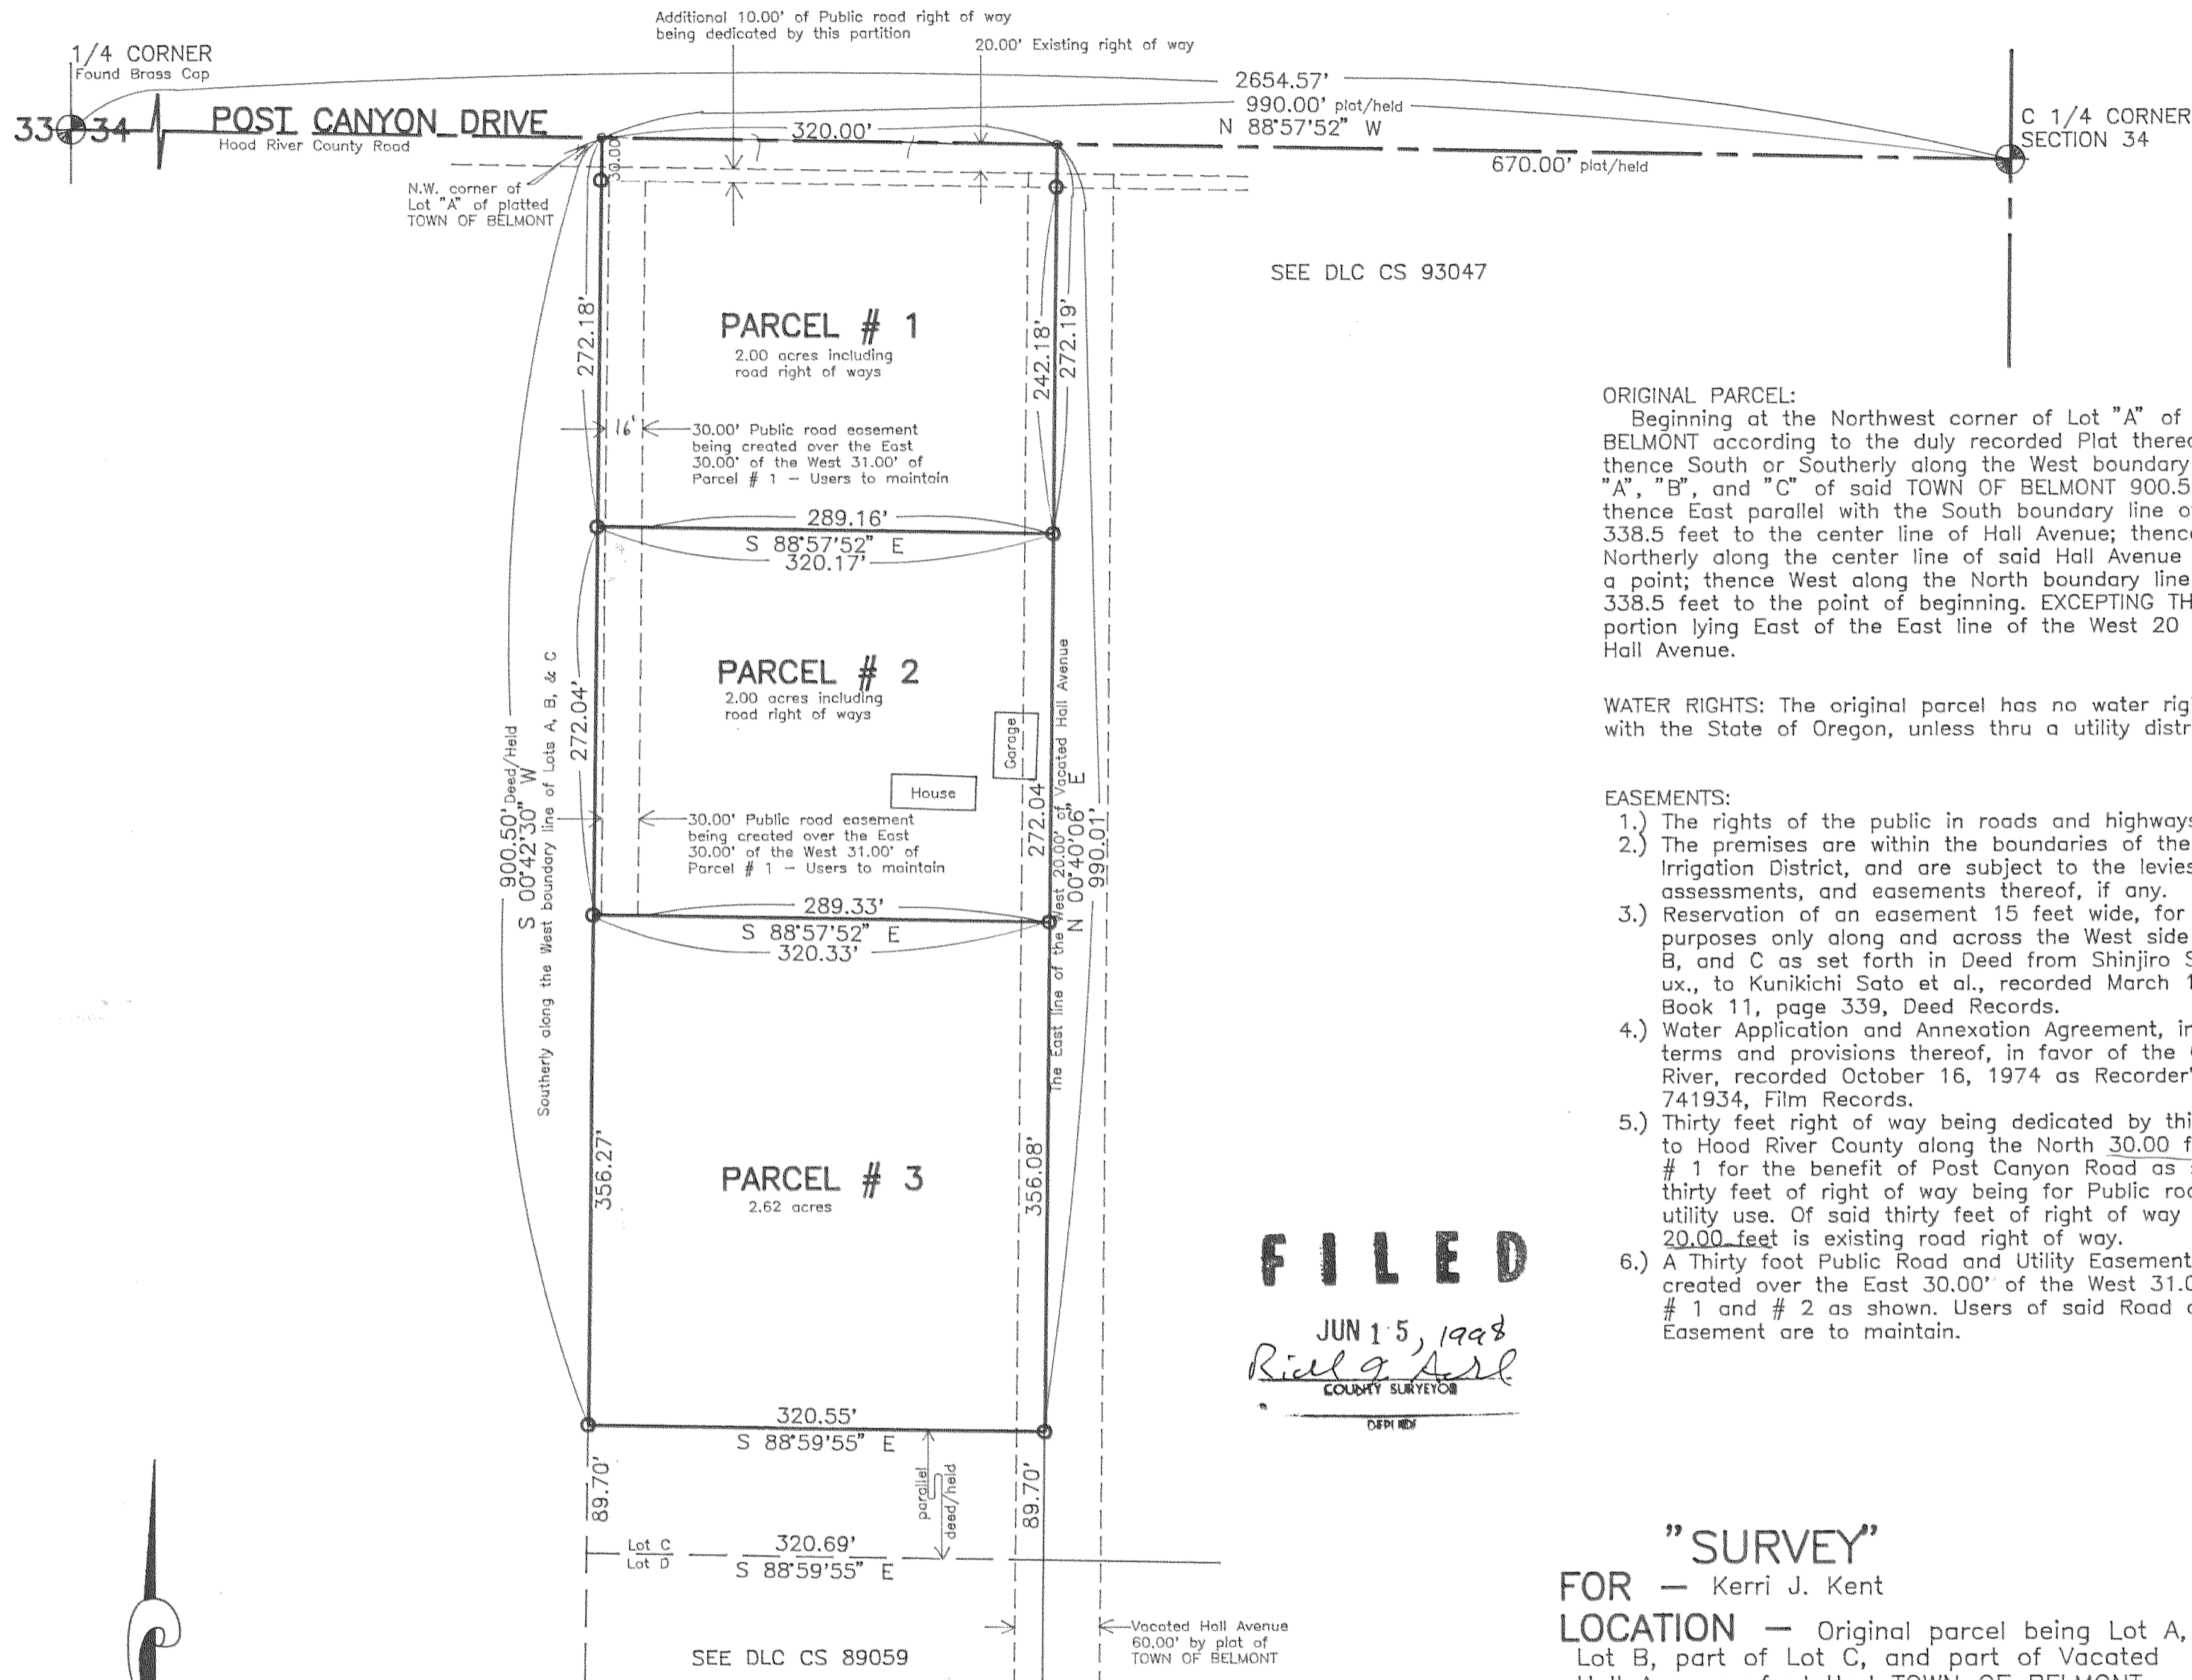 Additional 10.00' of Public road right of way
being dedicated by this partition
20.00' Existing right of way
1/4 CORNER
Found Brass Cap
2654.57'
990.00' plat/held
N 88°57'52" W
33 34
POST CANYON DRIVE
Hood River County Road
320.00'
30.00
670.00' plat/held
C 1/4 CORNER
SECTION 34
N.W. corner of
Lot "A" of platted
TOWN OF BELMONT
SEE DLC CS 93047
272.18'
PARCEL # 1
2.00 acres including
road right of ways
242.18'
272.19'
16'
30.00' Public road easement
being created over the East
30.00' of the West 31.00' of
Parcel # 1 - Users to maintain
289.16'
S 88°57'52" E
320.17'
PARCEL # 2
2.00 acres including
road right of ways
272.04'
Garage
House
272.04'
30.00' Public road easement
being created over the East
30.00' of the West 31.00' of
Parcel # 1 - Users to maintain
900.50' Deed/Held
S 00°42'30" W
Southerly along the West boundary line of Lots A, B, & C
The East line of the West 20.00' of Vacated Hall Avenue
N 00°40'06" E
990.01'
289.33'
S 88°57'52" E
320.33'
356.27'
PARCEL # 3
2.62 acres
356.08'
320.55'
S 88°59'55" E
89.70'
parallel
deed/held
89.70'
Lot C
Lot D
320.69'
S 88°59'55" E
Vacated Hall Avenue
60.00' by plat of
TOWN OF BELMONT
SEE DLC CS 89059
ORIGINAL PARCEL:
Beginning at the Northwest corner of Lot "A" of
BELMONT according to the duly recorded Plat
thence South or Southerly along the West boundary
"A", "B", and "C" of said TOWN OF BELMONT 900.5
thence East parallel with the South boundary line
338.5 feet to the center line of Hall Avenue;
Northerly along the center line of said Hall Avenue
a point; thence West along the North boundary line
338.5 feet to the point of beginning. EXCEPTING
portion lying East of the East line of the West 20
Hall Avenue.
WATER RIGHTS: The original parcel has no water
with the State of Oregon, unless thru a utility
EASEMENTS:
1.) The rights of the public in roads and highways
2.) The premises are within the boundaries of the
Irrigation District, and are subject to the levies
assessments, and easements thereof, if any.
3.) Reservation of an easement 15 feet wide, for
purposes only along and across the West side
B, and C as set forth in Deed from Shinjiro
ux., to Kunikichi Sato et al., recorded March
Book 11, page 339, Deed Records.
4.) Water Application and Annexation Agreement,
terms and provisions thereof, in favor of the
River, recorded October 16, 1974 as Recorder'
741934, Film Records.
5.) Thirty feet right of way being dedicated by
to Hood River County along the North 30.00
# 1 for the benefit of Post Canyon Road as
thirty feet of right of way being for Public
utility use. Of said thirty feet of right of way
20.00 feet is existing road right of way.
6.) A Thirty foot Public Road and Utility Easement
created over the East 30.00' of the West
# 1 and # 2 as shown. Users of said Road
Easement are to maintain.
FILED
JUN 15, 1998
COUNTY SURVEYOR
"SURVEY"
FOR — Kerri J. Kent
LOCATION — Original parcel being Lot A,
Lot B, part of Lot C, and part of Vacated